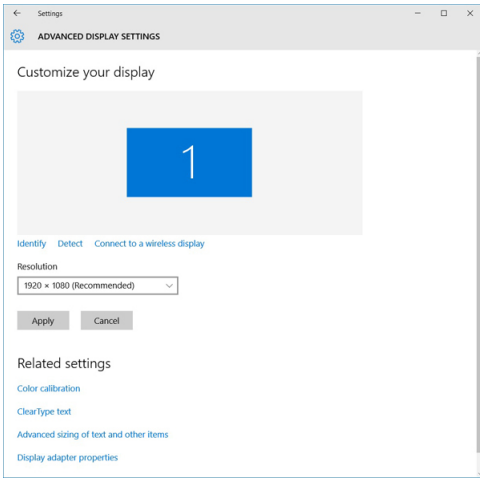 Settings
ADVANCED DISPLAY SETTINGS
Customize your display
1
Identify Detect Connect to a wireless display
Resolution
1920 × 1080 (Recommended)
Apply Cancel
Related settings
Color calibration
ClearType text
Advanced sizing of text and other items
Display adapter properties